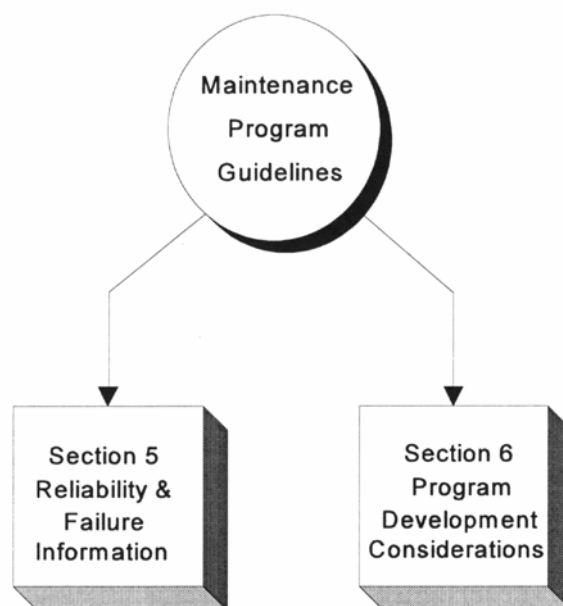 Maintenance
Program
Guidelines
Section 5
Reliability &
Failure
Information
Section 6
Program
Development
Considerations